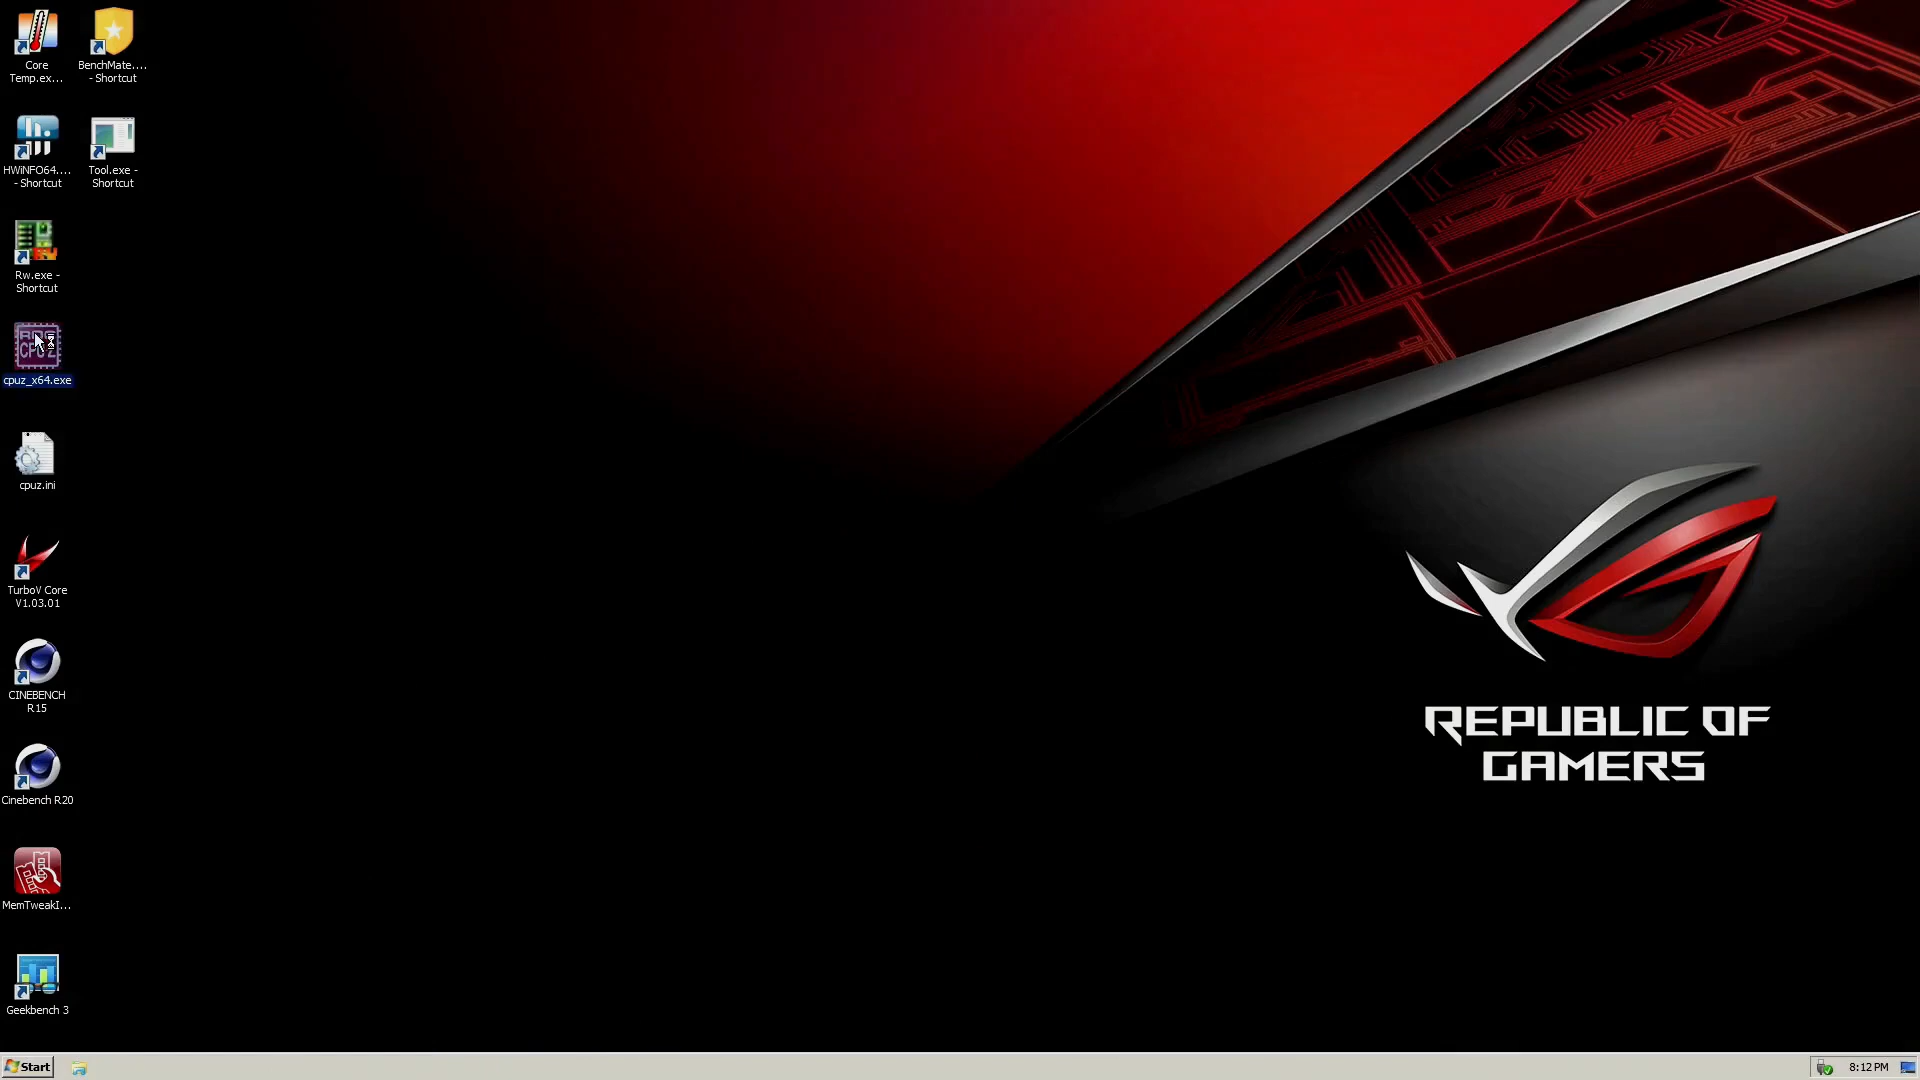 Core
Temp.ex...
BenchMate....
- Shortcut
HWiNFO64....
- Shortcut
Tool.exe -
Shortcut
Rw.exe -
Shortcut
cpuz_x64.exe
cpuz.ini
TurboV Core
V1.03.01
CINEBENCH
R15
Cinebench R20
MemTweakI...
Geekbench 3
REPUBLIC OF
GAMERS
Start
8:12 PM